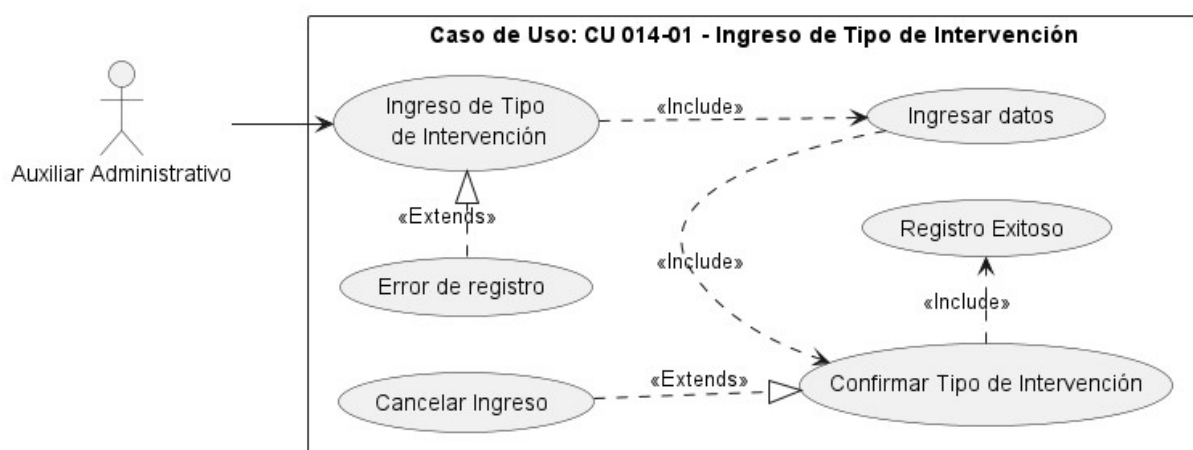 Caso de Uso: CU 014-01 - Ingreso de Tipo de Intervención
Auxiliar Administrativo
Ingreso de Tipo
de Intervención
«Include»
Ingresar datos
«Extends»
Error de registro
«Include»
Registro Exitoso
«Include»
Cancelar Ingreso
«Extends»
Confirmar Tipo de Intervención